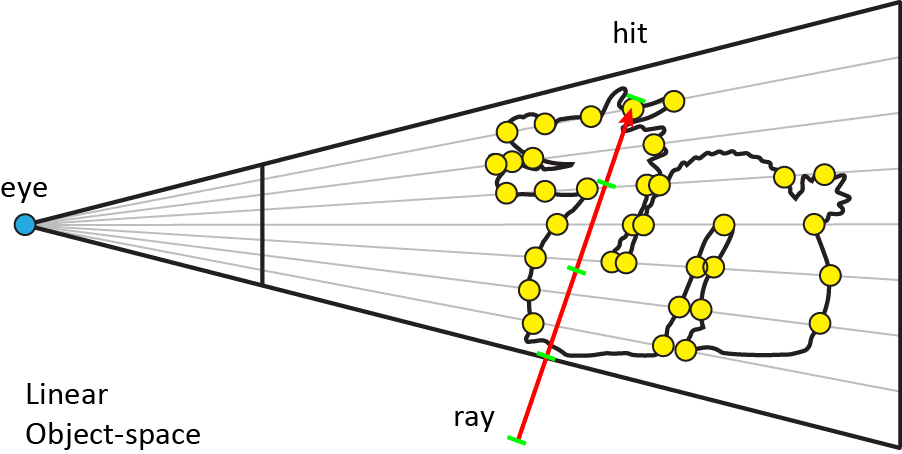 hit
eye
ray
Linear
Object-space